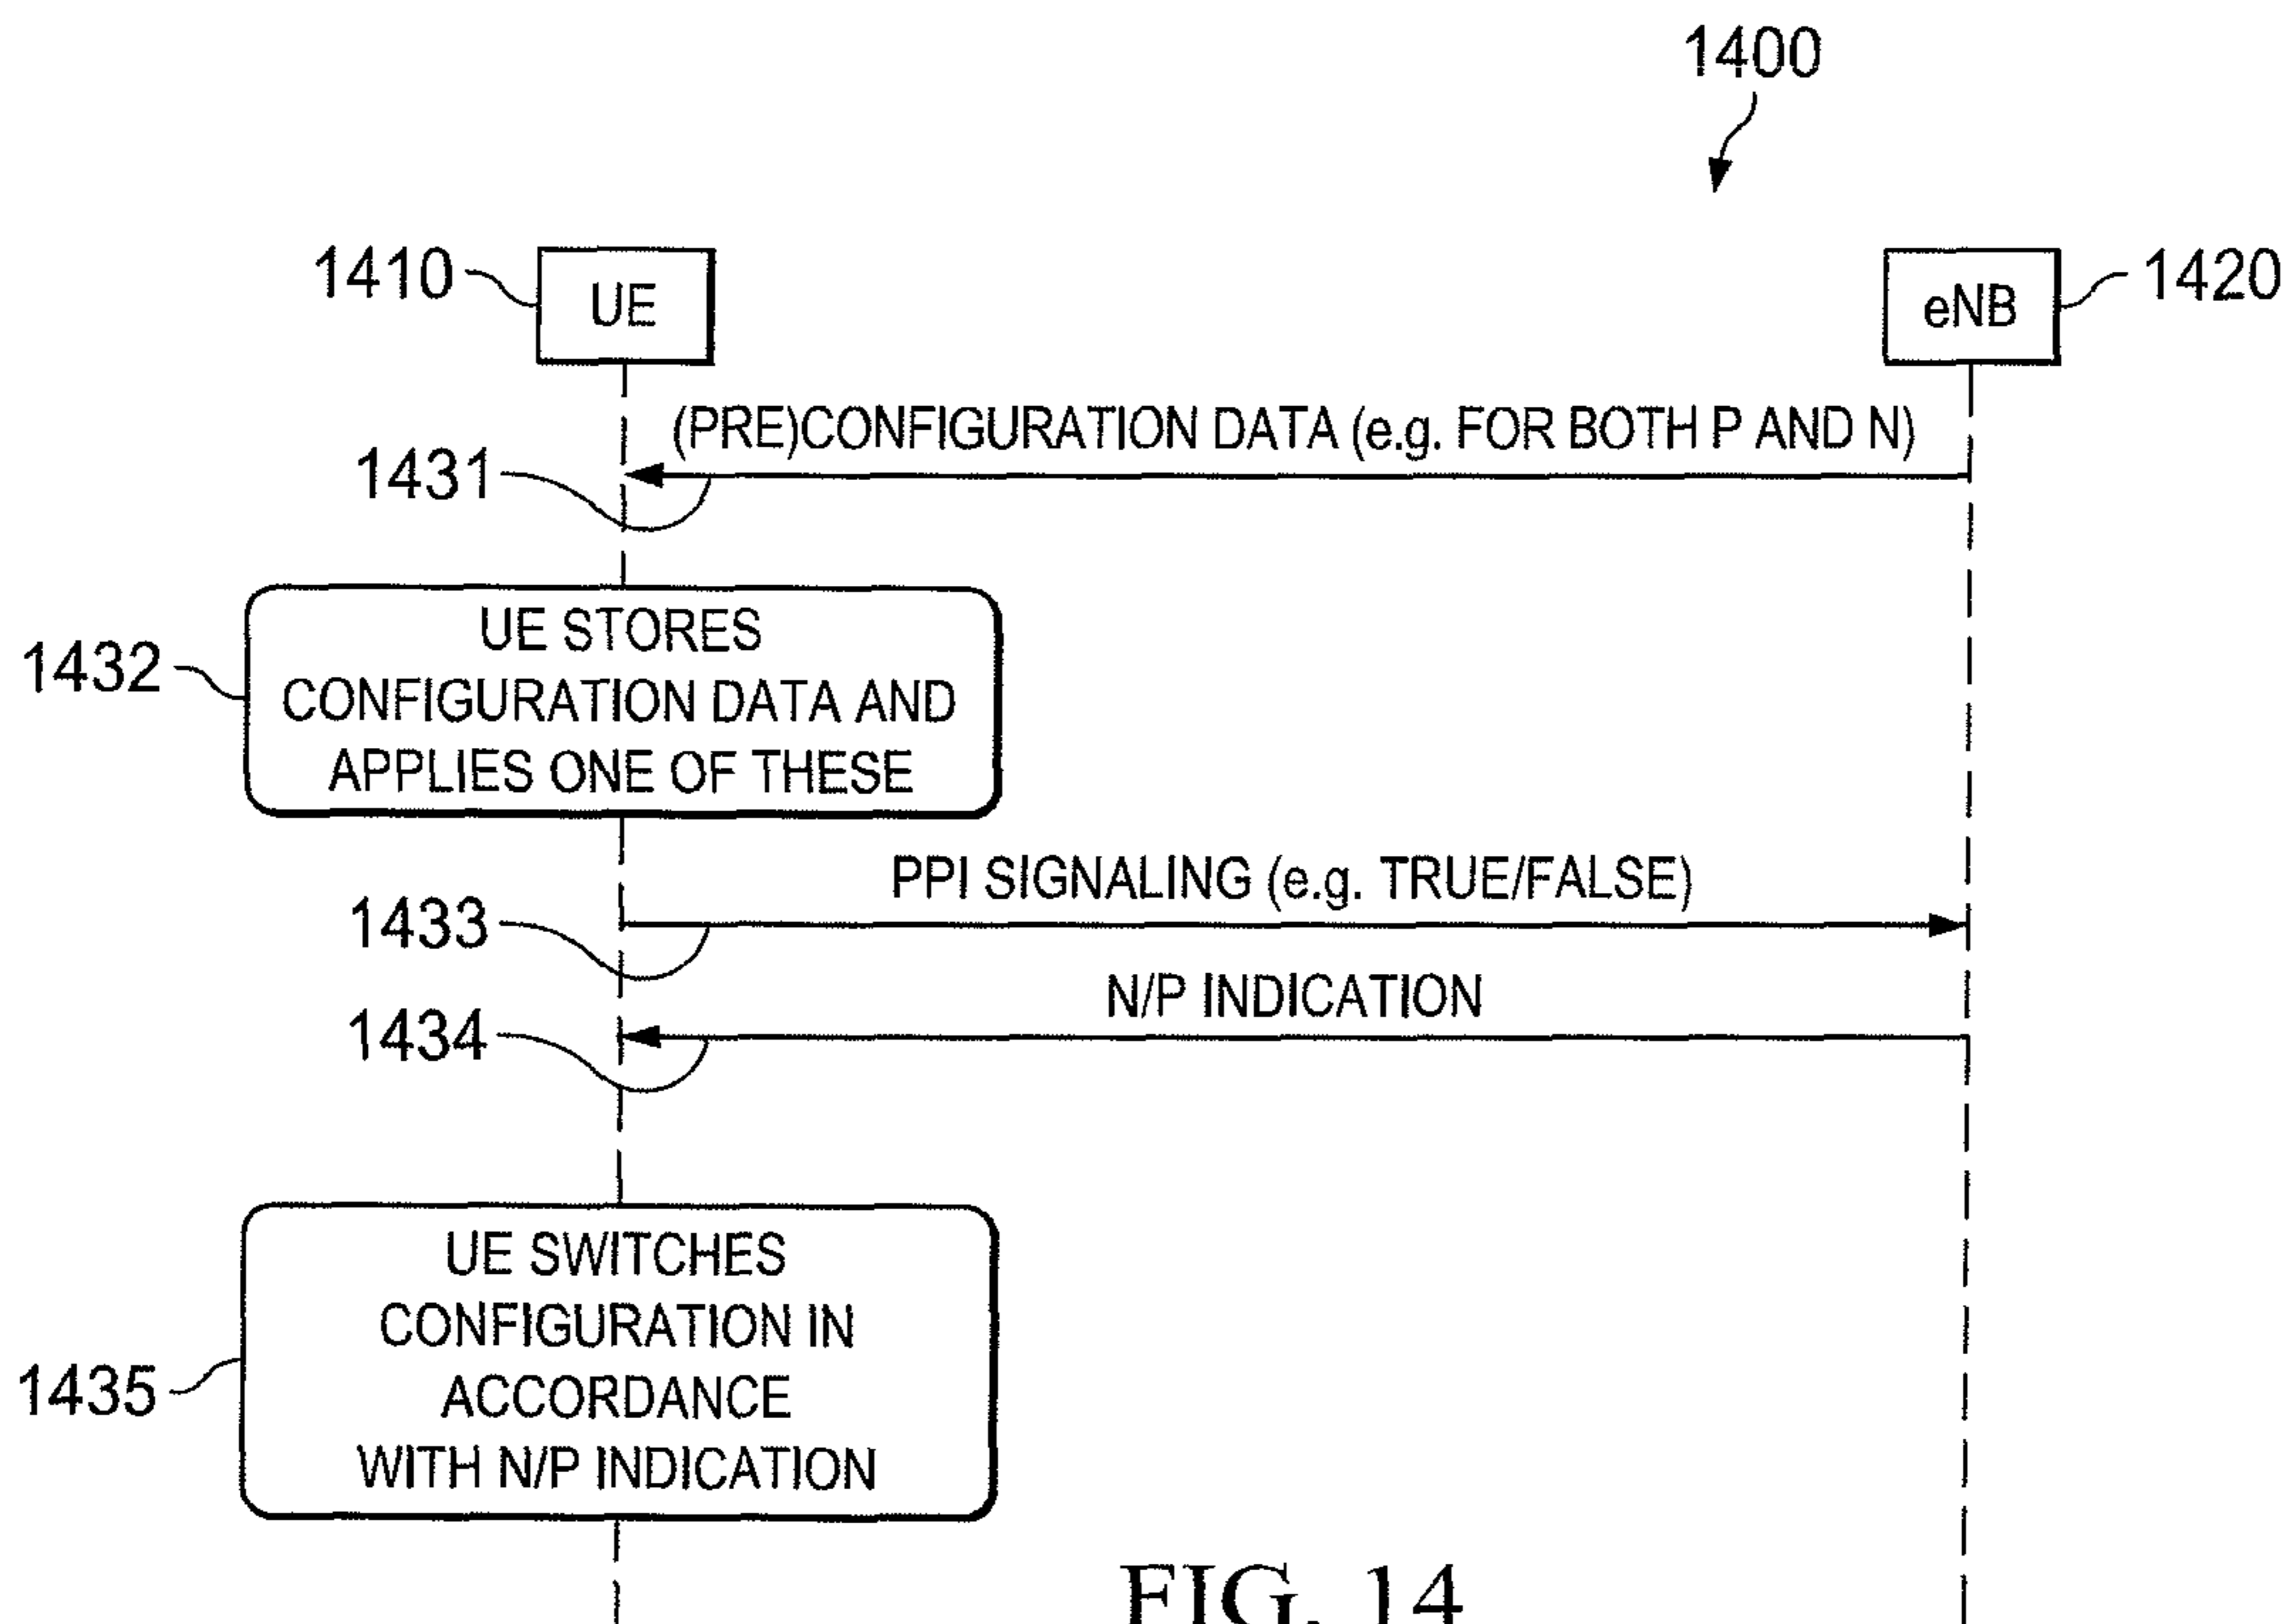 1400
1410
UE
eNB
1420
(PRE)CONFIGURATION DATA (e.g. FOR BOTH P AND N)
1431
UE STORES
CONFIGURATION DATA AND
APPLIES ONE OF THESE
1432
PPI SIGNALING (e.g. TRUE/FALSE)
1433
N/P INDICATION
1434
UE SWITCHES
CONFIGURATION IN
ACCORDANCE
WITH N/P INDICATION
1435
FIG. 14